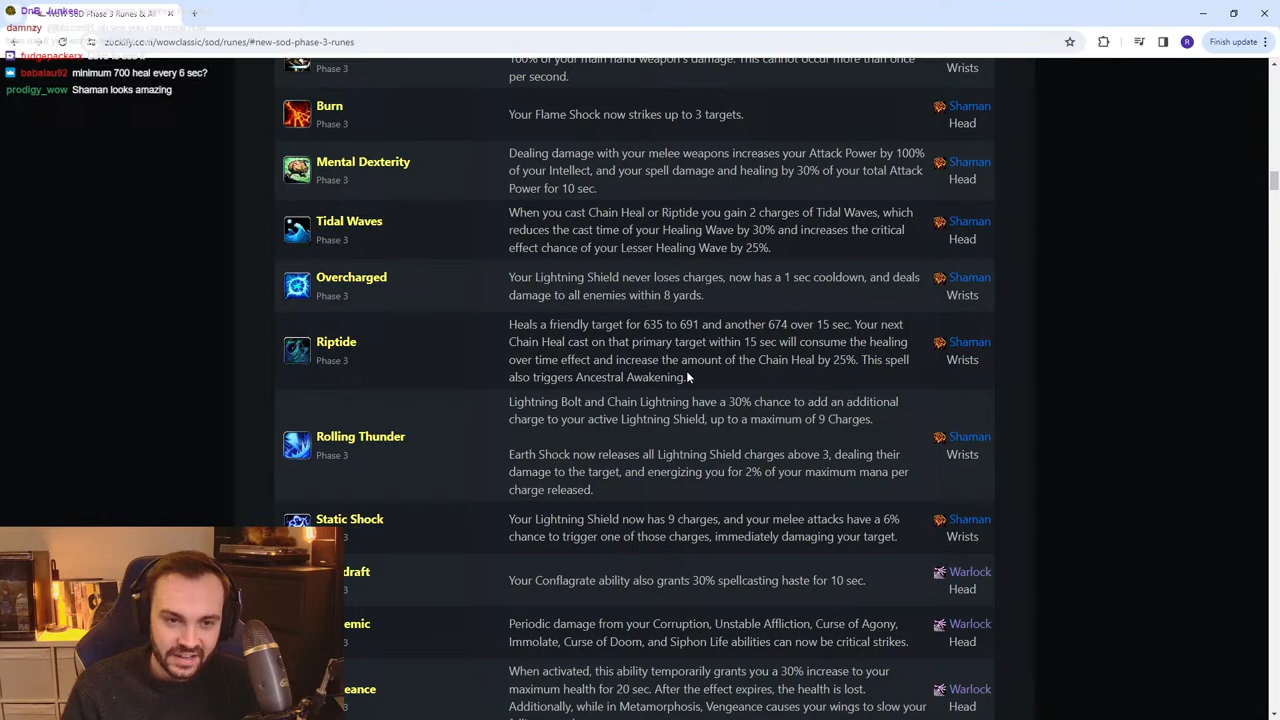 DnB_Junkee
WoW SoD Phase 3 Runes & All
damnzy
zuckify.com/wowclassic/sod/runes/#new-sod-phase-3-runes
Finish update
fudgepackerx
babalau92 minimum 700 heal every 6 sec?
prodigy_wow Shaman looks amazing
100% of your main hand weapon's damage. This cannot occur more than once
per second.
Phase 3
Wrists
Burn
Phase 3
Your Flame Shock now strikes up to 3 targets.
Shaman
Head
Mental Dexterity
Phase 3
Dealing damage with your melee weapons increases your Attack Power by 100%
of your Intellect, and your spell damage and healing by 30% of your total Attack
Power for 10 sec.
Shaman
Head
Tidal Waves
Phase 3
When you cast Chain Heal or Riptide you gain 2 charges of Tidal Waves, which
reduces the cast time of your Healing Wave by 30% and increases the critical
effect chance of your Lesser Healing Wave by 25%.
Shaman
Head
Overcharged
Phase 3
Your Lightning Shield never loses charges, now has a 1 sec cooldown, and deals
damage to all enemies within 8 yards.
Shaman
Wrists
Riptide
Phase 3
Heals a friendly target for 635 to 691 and another 674 over 15 sec. Your next
Chain Heal cast on that primary target within 15 sec will consume the healing
over time effect and increase the amount of the Chain Heal by 25%. This spell
also triggers Ancestral Awakening.
Shaman
Wrists
Rolling Thunder
Phase 3
Lightning Bolt and Chain Lightning have a 30% chance to add an additional
charge to your active Lightning Shield, up to a maximum of 9 Charges.
Earth Shock now releases all Lightning Shield charges above 3, dealing their
damage to the target, and energizing you for 2% of your maximum mana per
charge released.
Shaman
Wrists
Static Shock
3
Your Lightning Shield now has 9 charges, and your melee attacks have a 6%
chance to trigger one of those charges, immediately damaging your target.
Shaman
Wrists
draft
3
Your Conflagrate ability also grants 30% spellcasting haste for 10 sec.
Warlock
Head
emic
3
Periodic damage from your Corruption, Unstable Affliction, Curse of Agony,
Immolate, Curse of Doom, and Siphon Life abilities can now be critical strikes.
Warlock
Head
eance
3
When activated, this ability temporarily grants you a 30% increase to your
maximum health for 20 sec. After the effect expires, the health is lost.
Additionally, while in Metamorphosis, Vengeance causes your wings to slow your
Warlock
Head